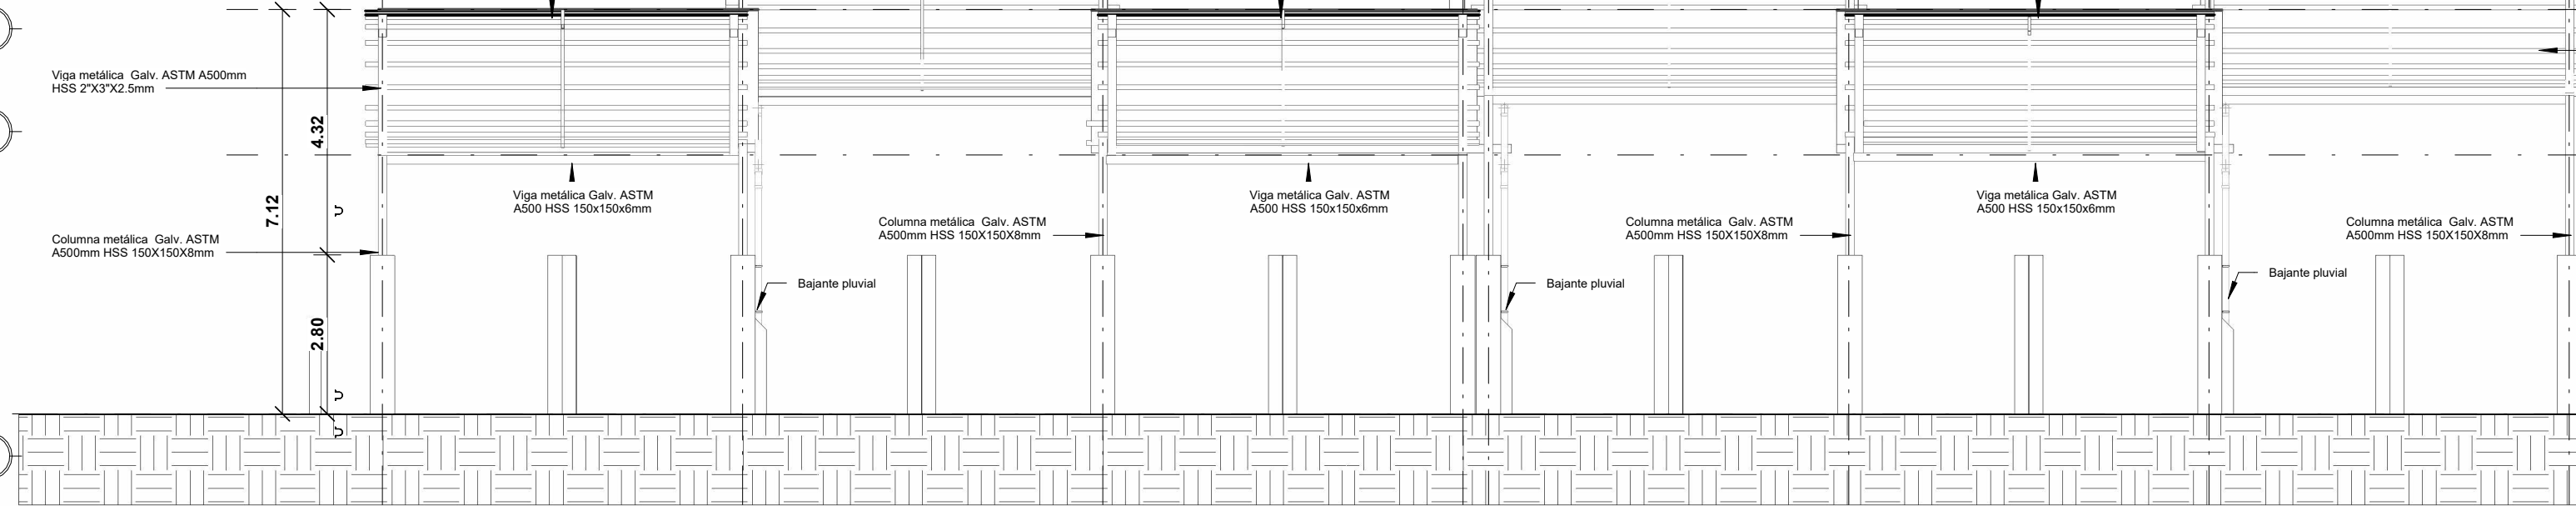 Viga metálica Galv. ASTM A500mm
HSS 2"X3"X2.5mm
4.32
7.12
Viga metálica Galv. ASTM
A500 HSS 150x150x6mm
Viga metálica Galv. ASTM
A500 HSS 150x150x6mm
Viga metálica Galv. ASTM
A500 HSS 150x150x6mm
Columna metálica Galv. ASTM
A500mm HSS 150X150X8mm
Columna metálica Galv. ASTM
A500mm HSS 150X150X8mm
Columna metálica Galv. ASTM
A500mm HSS 150X150X8mm
Columna metálica Galv. ASTM
A500mm HSS 150X150X8mm
Bajante pluvial
Bajante pluvial
Bajante pluvial
2.80